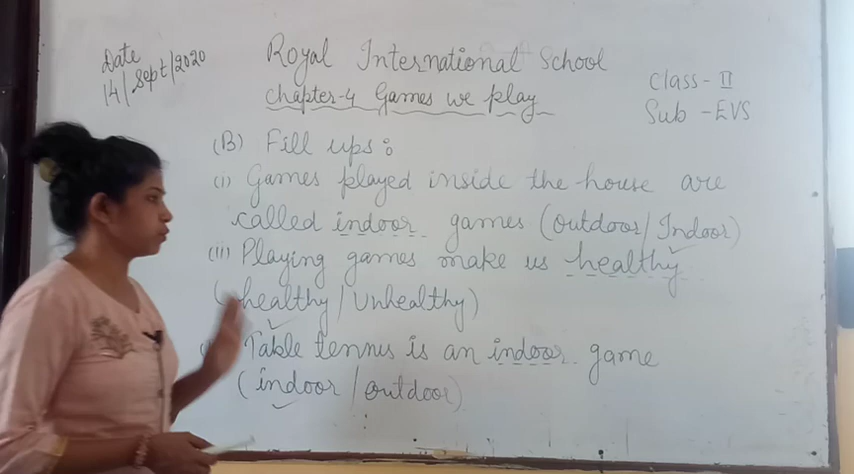 Date
14/Sept/2020
Royal International School
Chapter-4 Games we play
Class-II
Sub -EVS
(B) Fill ups:
(i) Games played inside the house are
called indoor games (outdoor/Indoor)
(ii) Playing games make us healthy
(healthy/Unhealthy)
Table tennis is an indoor game
(indoor/outdoor)